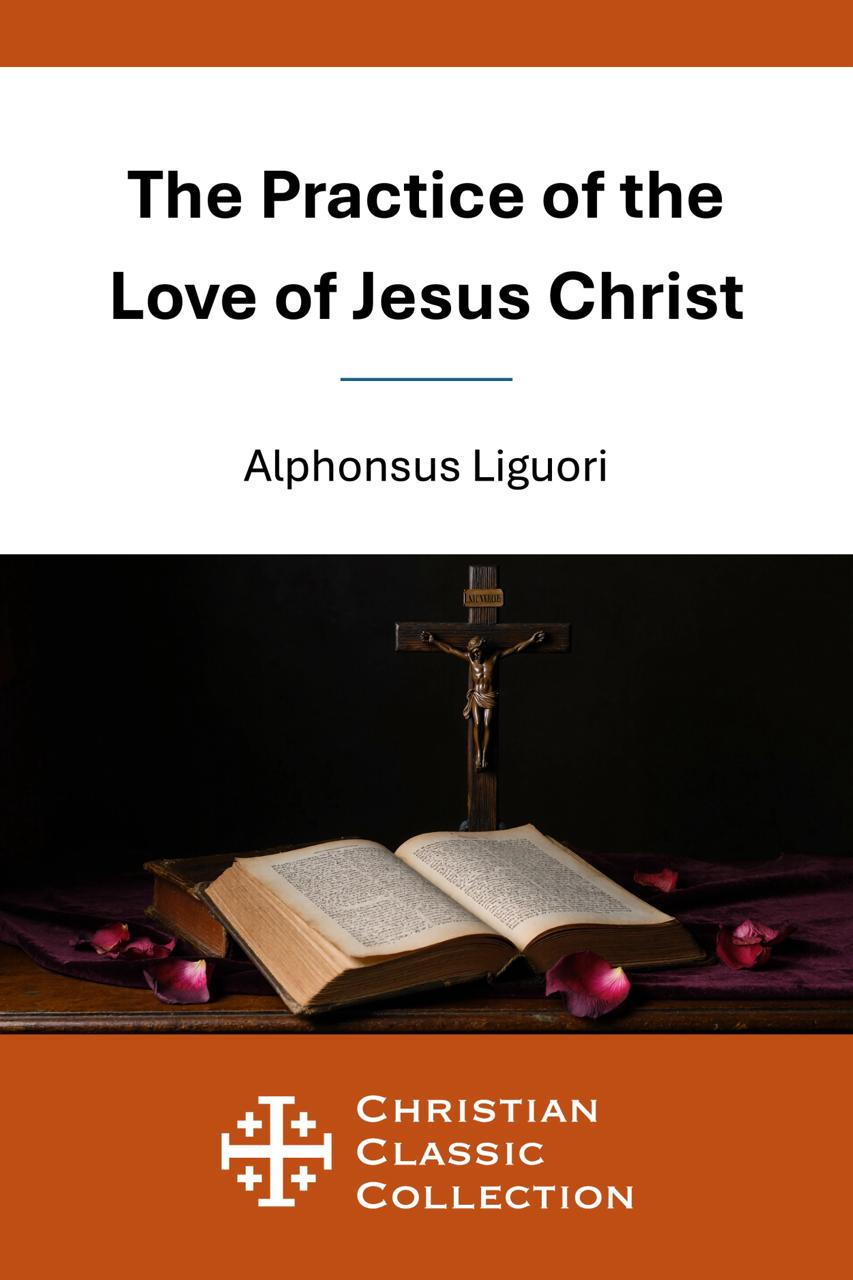 The Practice of the
Love of Jesus Christ
Alphonsus Liguori
CHRISTIAN
CLASSIC
COLLECTION